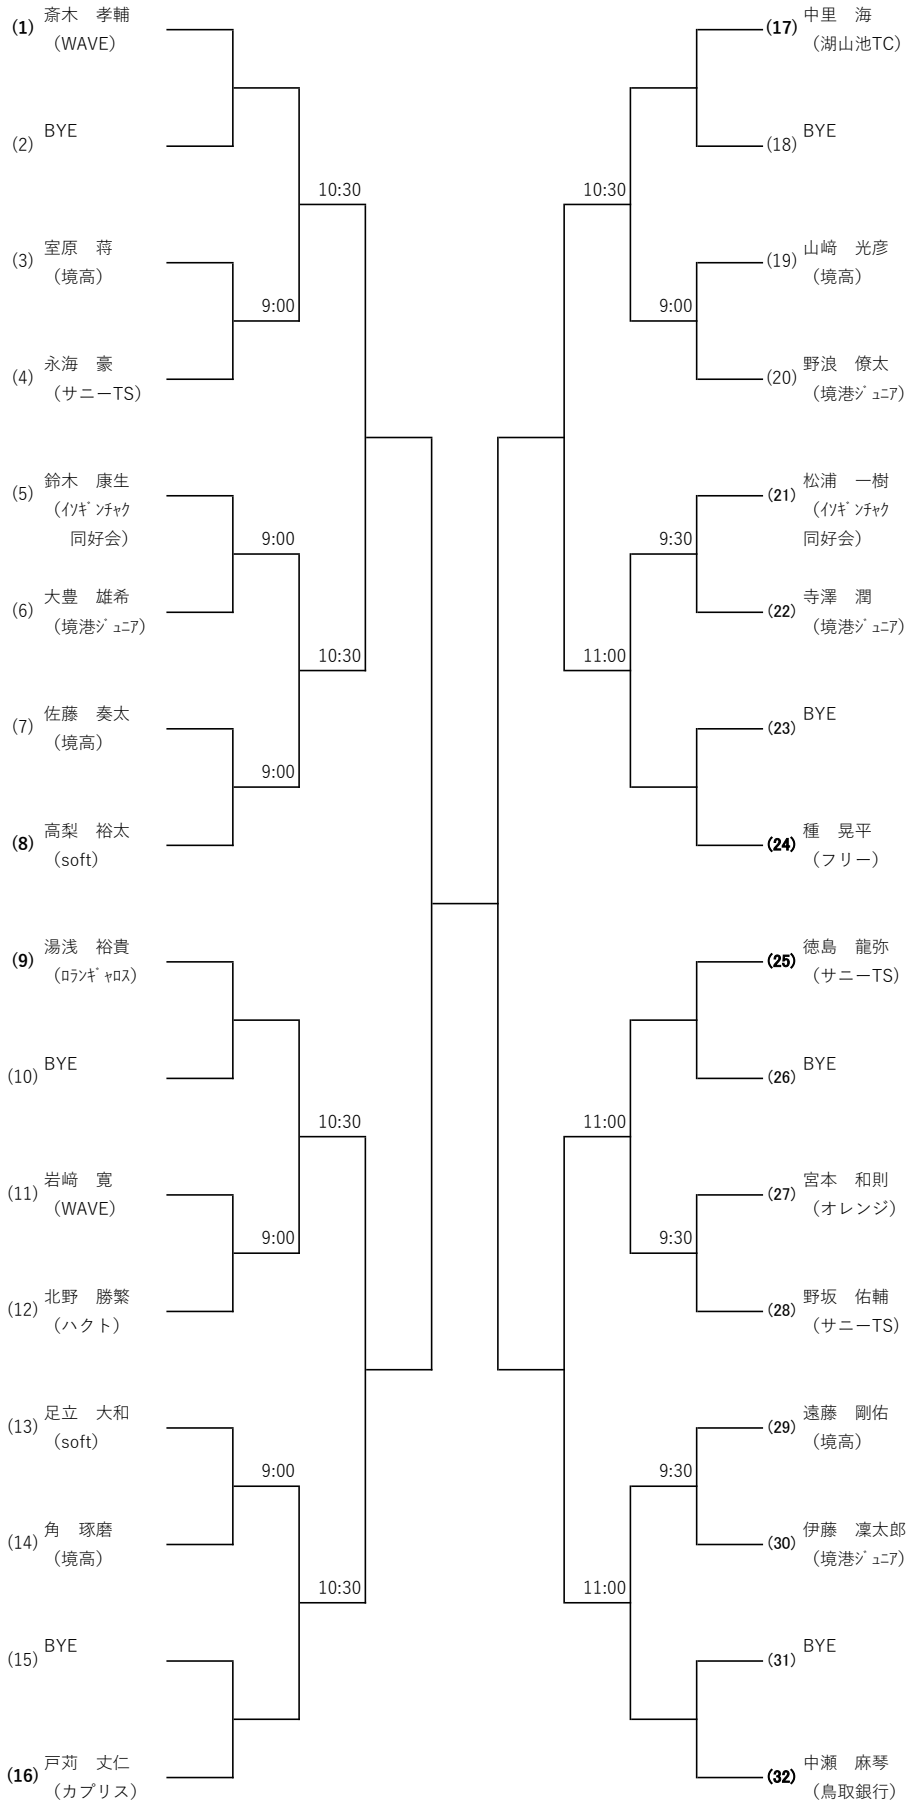 (1) 斎木　孝輔
（WAVE）
(2) BYE
10:30
(3) 室原　蒋
（境高）
9:00
(4) 永海　豪
（サニーTS）
(5) 鈴木　康生
（ｲｿｷﾞﾝﾁｬｸ
同好会）
9:00
(6) 大豊　雄希
（境港ｼﾞｭﾆｱ）
10:30
(7) 佐藤　奏太
（境高）
9:00
(8) 高梨　裕太
（soft）
(9) 湯浅　裕貴
（ﾛﾗﾝｷﾞｬﾛｽ）
(10) BYE
10:30
(11) 岩﨑　寛
（WAVE）
9:00
(12) 北野　勝繁
（ハクト）
(13) 足立　大和
（soft）
9:00
(14) 角　琢磨
（境高）
10:30
(15) BYE
(16) 戸苅　丈仁
（カプリス）
(17) 中里　海
（湖山池TC）
(18) BYE
10:30
(19) 山﨑　光彦
（境高）
9:00
(20) 野浪　僚太
（境港ｼﾞｭﾆｱ）
(21) 松浦　一樹
（ｲｿｷﾞﾝﾁｬｸ
同好会）
9:30
(22) 寺澤　潤
（境港ｼﾞｭﾆｱ）
11:00
(23) BYE
(24) 種　晃平
（フリー）
(25) 徳島　龍弥
（サニーTS）
(26) BYE
11:00
(27) 宮本　和則
（オレンジ）
9:30
(28) 野坂　佑輔
（サニーTS）
(29) 遠藤　剛佑
（境高）
9:30
(30) 伊藤　凜太郎
（境港ｼﾞｭﾆｱ）
11:00
(31) BYE
(32) 中瀬　麻琴
（鳥取銀行）